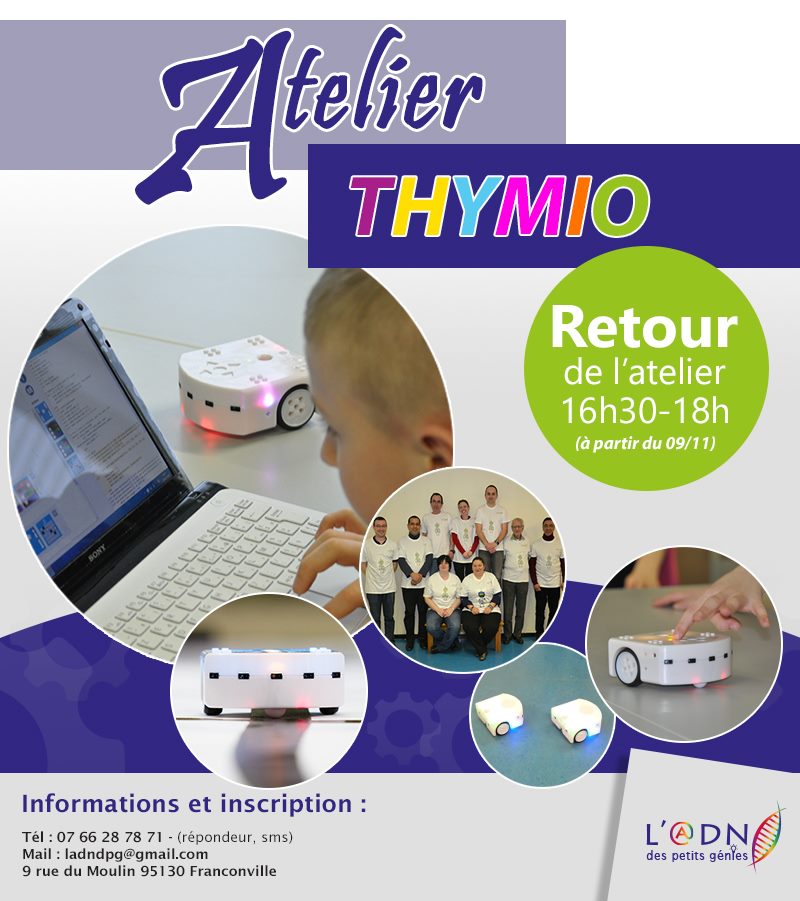 Atelier
THYMIO
Retour
de l'atelier
16h30-18h
(à partir du 09/11)
SONY
Informations et inscription :
Tél : 07 66 28 78 71 - (répondeur, sms)
Mail : ladndpg@gmail.com
9 rue du Moulin 95130 Franconville
L'@DN
des petits génies